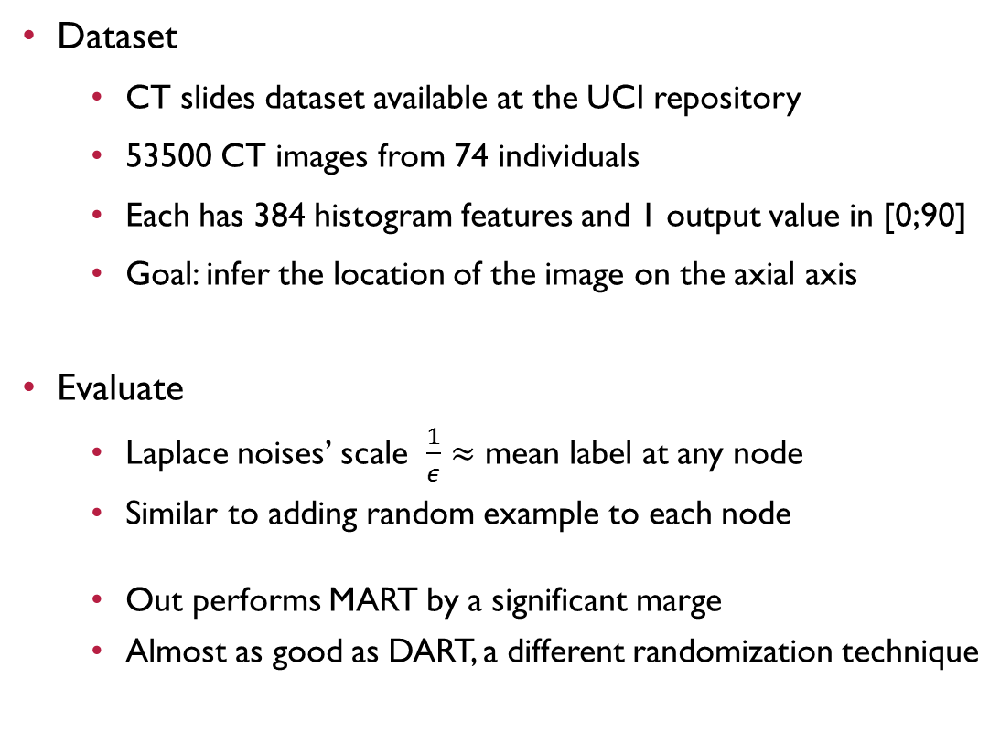 • Dataset
• CT slides dataset available at the UCI repository
• 53500 CT images from 74 individuals
• Each has 384 histogram features and 1 output value in [0;90]
• Goal: infer the location of the image on the axial axis
• Evaluate
• Laplace noises’ scale 1/ϵ ≈ mean label at any node
• Similar to adding random example to each node
• Out performs MART by a significant marge
• Almost as good as DART, a different randomization technique